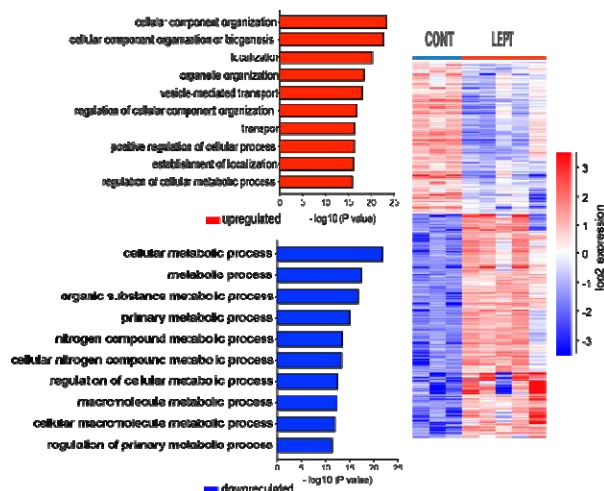 cellular component organization
cellular component organization or biogenesis
localization
organelle organization
vesicle-mediated transport
regulation of cellular component organization
transport
positive regulation of cellular process
establishment of localization
regulation of cellular metabolic process
0 5 10 15 20 25
upregulated
- log10 (P value)
cellular metabolic process
metabolic process
organic substance metabolic process
primary metabolic process
nitrogen compound metabolic process
cellular nitrogen compound metabolic process
regulation of cellular metabolic process
macromolecule metabolic process
cellular macromolecule metabolic process
regulation of primary metabolic process
0 5 10 15 20 25
- log10 (P value)
downregulated
CONT LEPT
3
2
1
0
-1
-2
-3
log2 expression